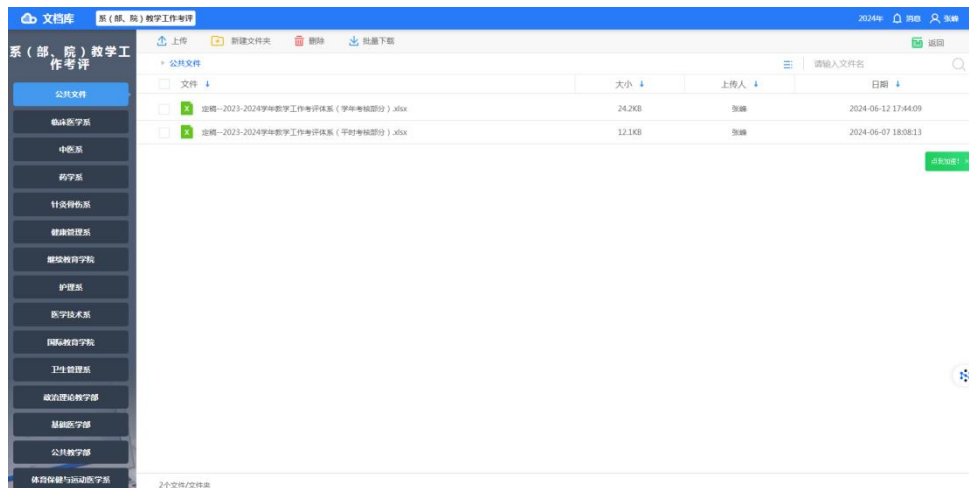 文档库 系（部、院）教学工作考评 2024年 消息 张峰
系（部、院）教学工作考评
上传 新建文件夹 删除 批量下载 返回
公共文件 请输入文件名
文件 大小 上传人 日期
定稿--2023-2024学年教学工作考评体系（学年考核部分）.xlsx 24.2KB 张峰 2024-06-12 17:44:09
定稿--2023-2024学年教学工作考评体系（平时考核部分）.xlsx 12.1KB 张峰 2024-06-07 18:08:13
点我加速！
公共文件
临床医学系
中医系
药学系
针灸骨伤系
健康管理系
继续教育学院
护理系
医学技术系
国际教育学院
卫生管理系
政治理论教学部
基础医学部
公共教学部
体育保健与运动医学系
2个文件/文件夹